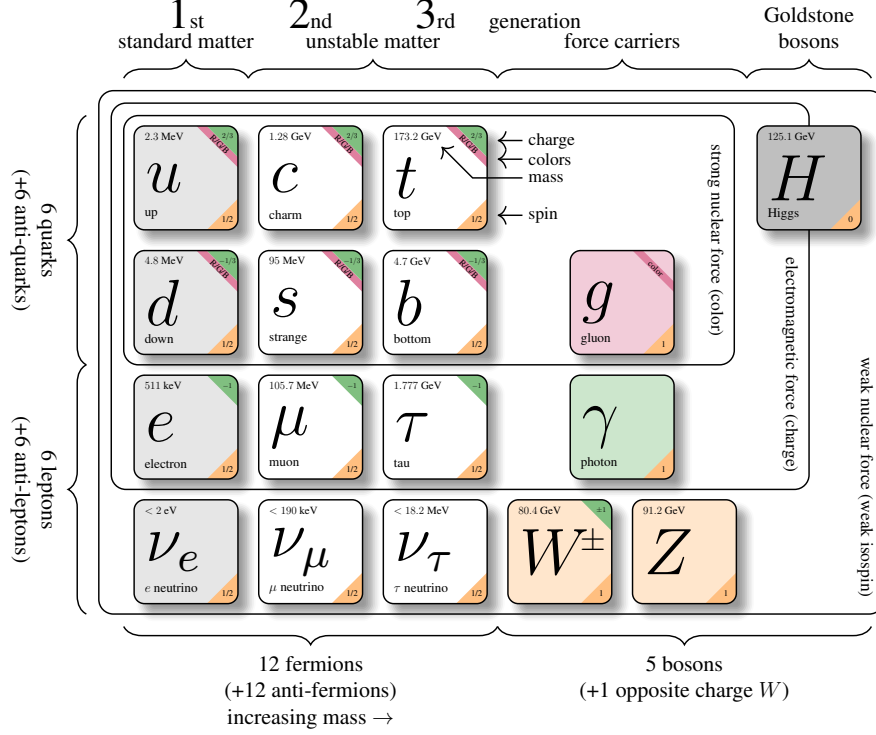 1st 2nd 3rd generation
standard matter unstable matter force carriers
Goldstone
bosons
6 quarks
(+6 anti-quarks)
6 leptons
(+6 anti-leptons)
2.3 MeV
2/3
R/G/B
u
up
1/2
1.28 GeV
2/3
R/G/B
c
charm
1/2
173.2 GeV
2/3
R/G/B
t
top
1/2
charge
colors
mass
spin
125.1 GeV
H
Higgs
0
4.8 MeV
−1/3
R/G/B
d
down
1/2
95 MeV
−1/3
R/G/B
s
strange
1/2
4.7 GeV
−1/3
R/G/B
b
bottom
1/2
color
g
gluon
1
strong nuclear force (color)
511 keV
−1
e
electron
1/2
105.7 MeV
−1
μ
muon
1/2
1.777 GeV
−1
τ
tau
1/2
γ
photon
1
electromagnetic force (charge)
< 2 eV
νe
e neutrino
1/2
< 190 keV
νμ
μ neutrino
1/2
< 18.2 MeV
ντ
τ neutrino
1/2
80.4 GeV
±1
W±
1
91.2 GeV
Z
1
weak nuclear force (weak isospin)
12 fermions
(+12 anti-fermions)
increasing mass →
5 bosons
(+1 opposite charge W)